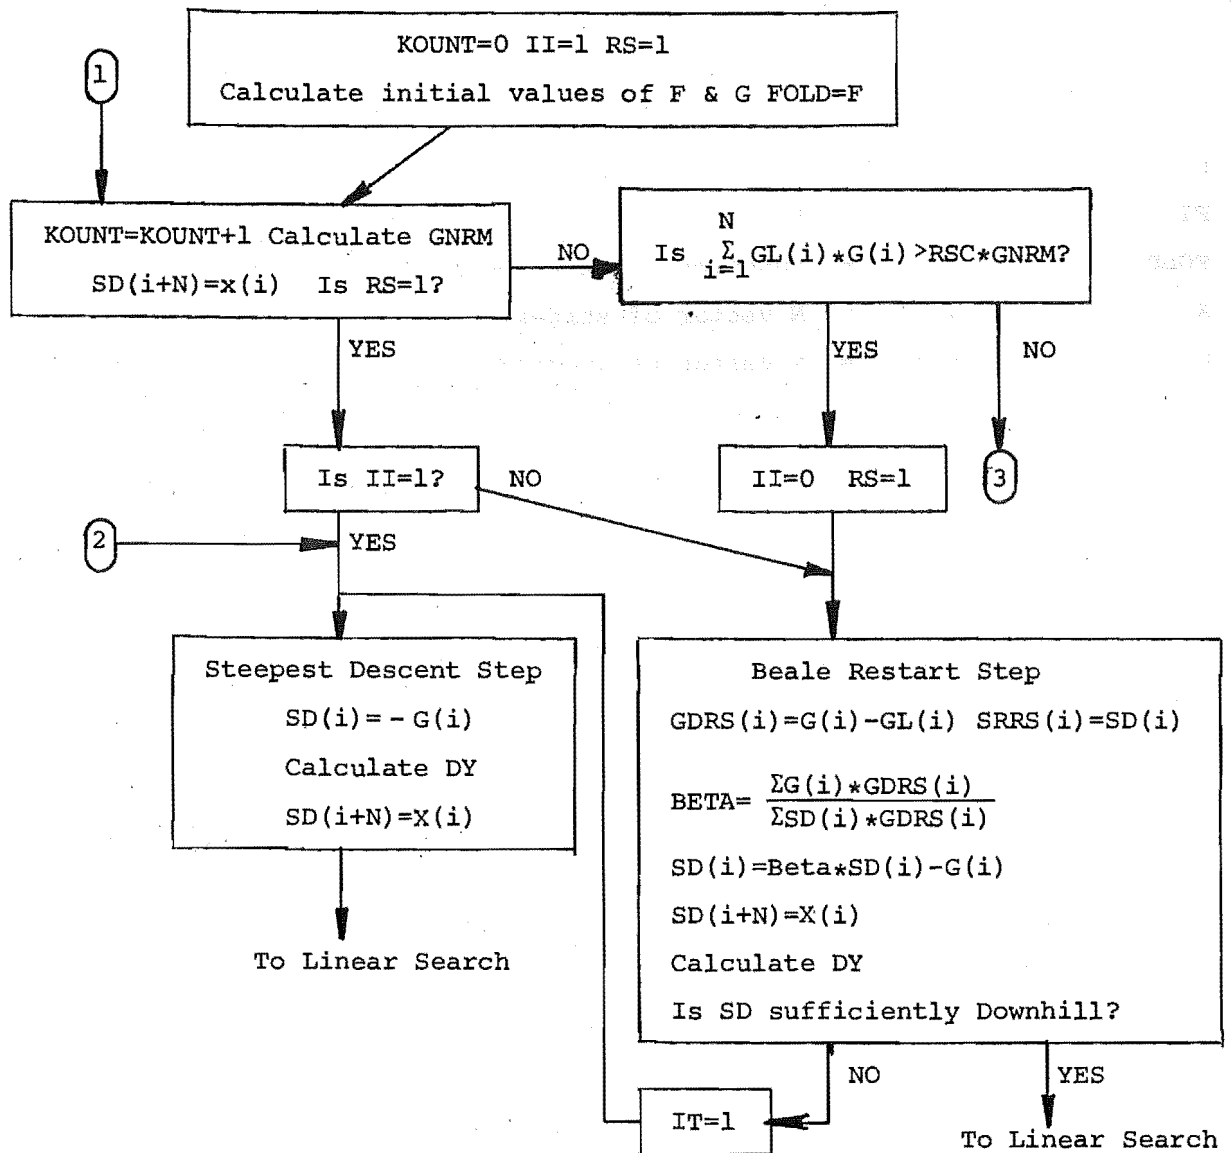 KOUNT=0 II=1 RS=1
Calculate initial values of F & G FOLD=F
1
KOUNT=KOUNT+1 Calculate GNRM
SD(i+N)=x(i) Is RS=1?
NO
N
Is Σ GL(i)*G(i)>RSC*GNRM?
i=1
YES
YES
NO
Is II=1?
NO
II=0 RS=1
3
2
YES
Steepest Descent Step
SD(i)=-G(i)
Calculate DY
SD(i+N)=X(i)
To Linear Search
Beale Restart Step
GDRS(i)=G(i)-GL(i) SRRS(i)=SD(i)
BETA= ΣG(i)*GDRS(i)
ΣSD(i)*GDRS(i)
SD(i)=Beta*SD(i)-G(i)
SD(i+N)=X(i)
Calculate DY
Is SD sufficiently Downhill?
NO
YES
IT=1
To Linear Search